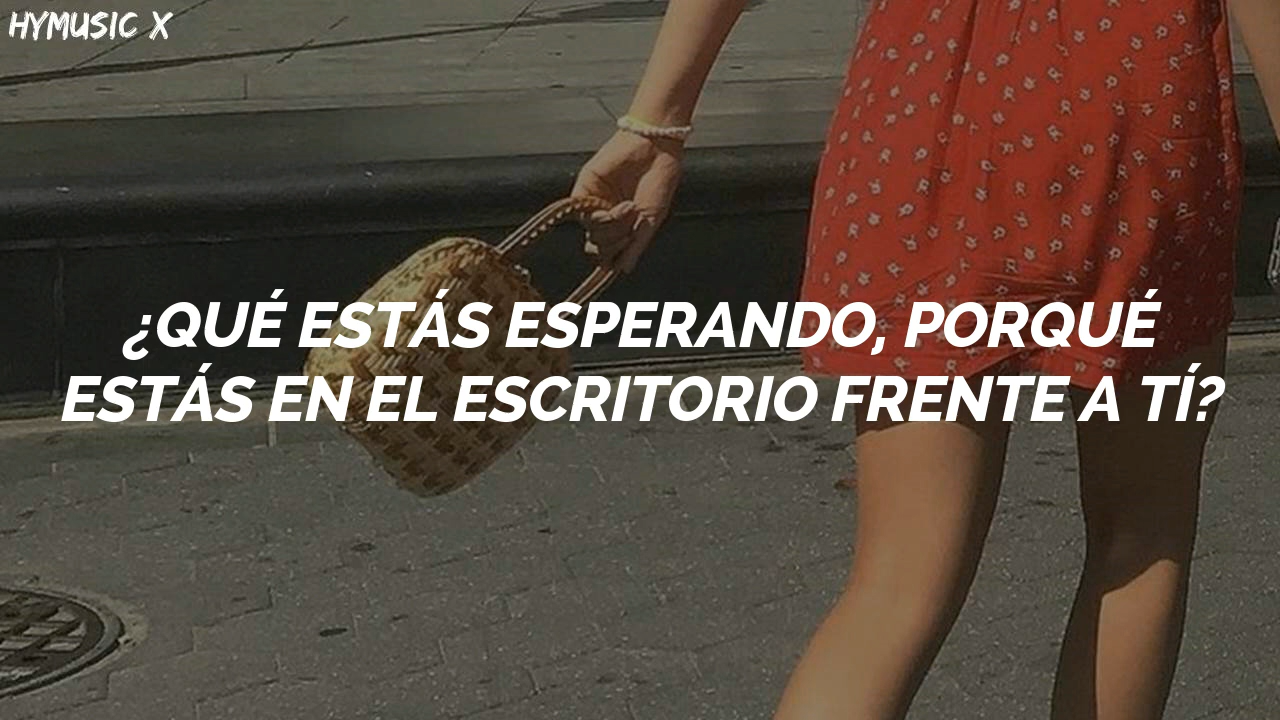 HYMUSIC X
¿QUÉ ESTÁS ESPERANDO, PORQUÉ
ESTÁS EN EL ESCRITORIO FRENTE A TÍ?